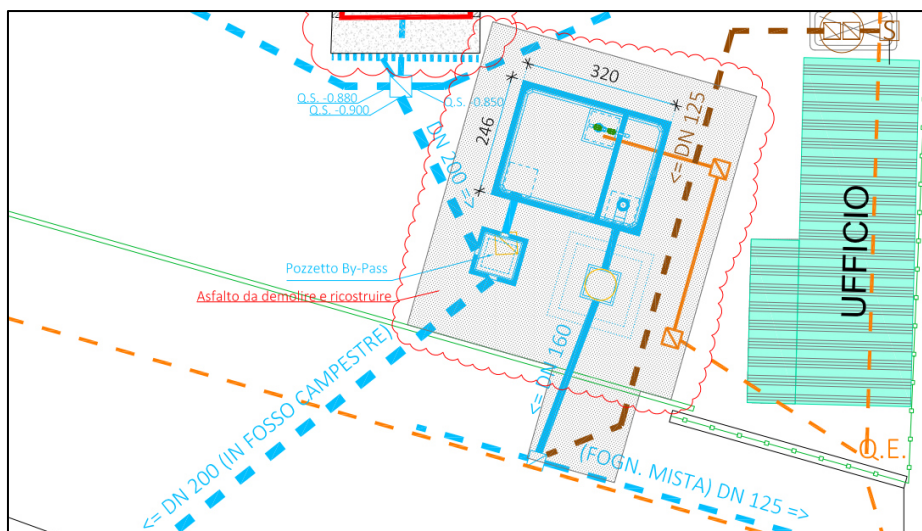 S
320
Q.S. -0.880
Q.S. -0.850
Q.S. -0.900
246
<= DN 125
DN 200 =>
UFFICIO
Pozzetto By-Pass
Asfalto da demolire e ricostruire
<= DN 160
<= DN 200 (IN FOSSO CAMPESTRE)
(FOGN. MISTA) DN 125 =>
Q.E.